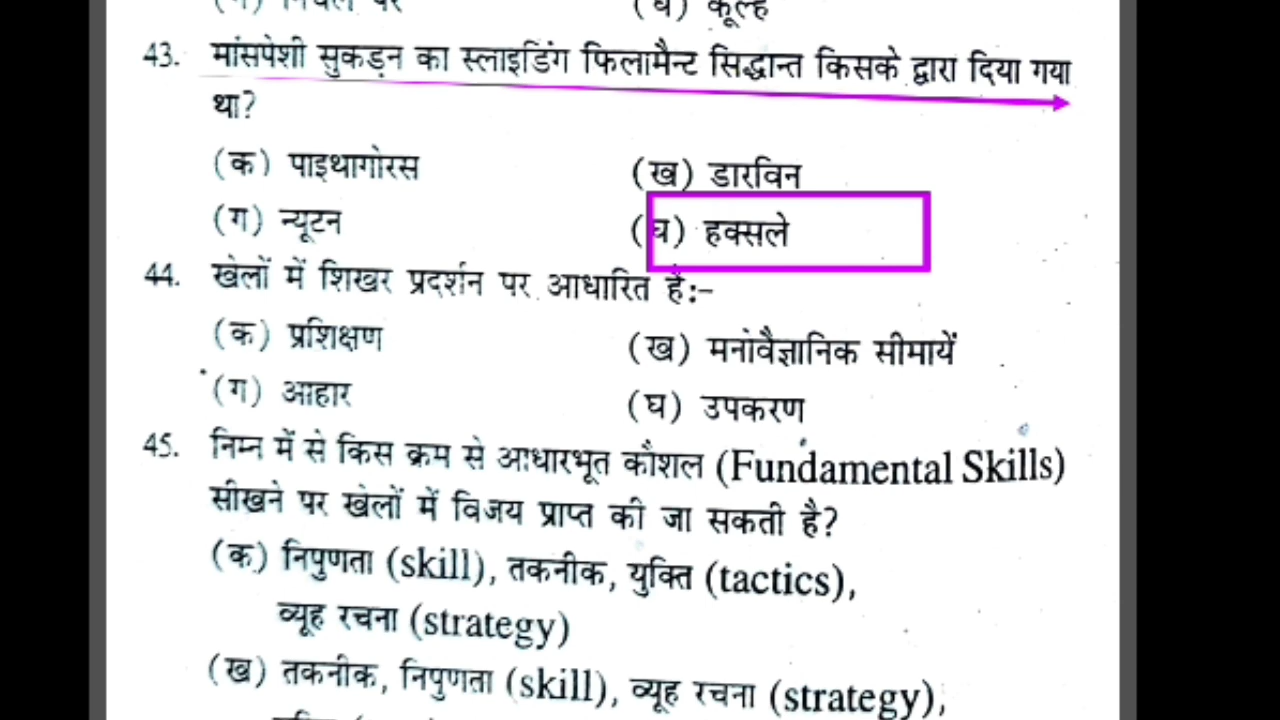 (घ) कूल्हे
43. मांसपेशी सुकड़न का स्लाइडिंग फिलामैन्ट सिद्धान्त किसके द्वारा दिया गया
था?
(क) पाइथागोरस (ख) डारविन
(ग) न्यूटन (घ) हक्सले
44. खेलों में शिखर प्रदर्शन पर आधारित है:-
(क) प्रशिक्षण (ख) मनोवैज्ञानिक सीमायें
(ग) आहार (घ) उपकरण
45. निम्न में से किस क्रम से आधारभूत कौशल (Fundamental Skills)
सीखने पर खेलों में विजय प्राप्त की जा सकती है?
(क) निपुणता (skill), तकनीक, युक्ति (tactics),
व्यूह रचना (strategy)
(ख) तकनीक, निपुणता (skill), व्यूह रचना (strategy),